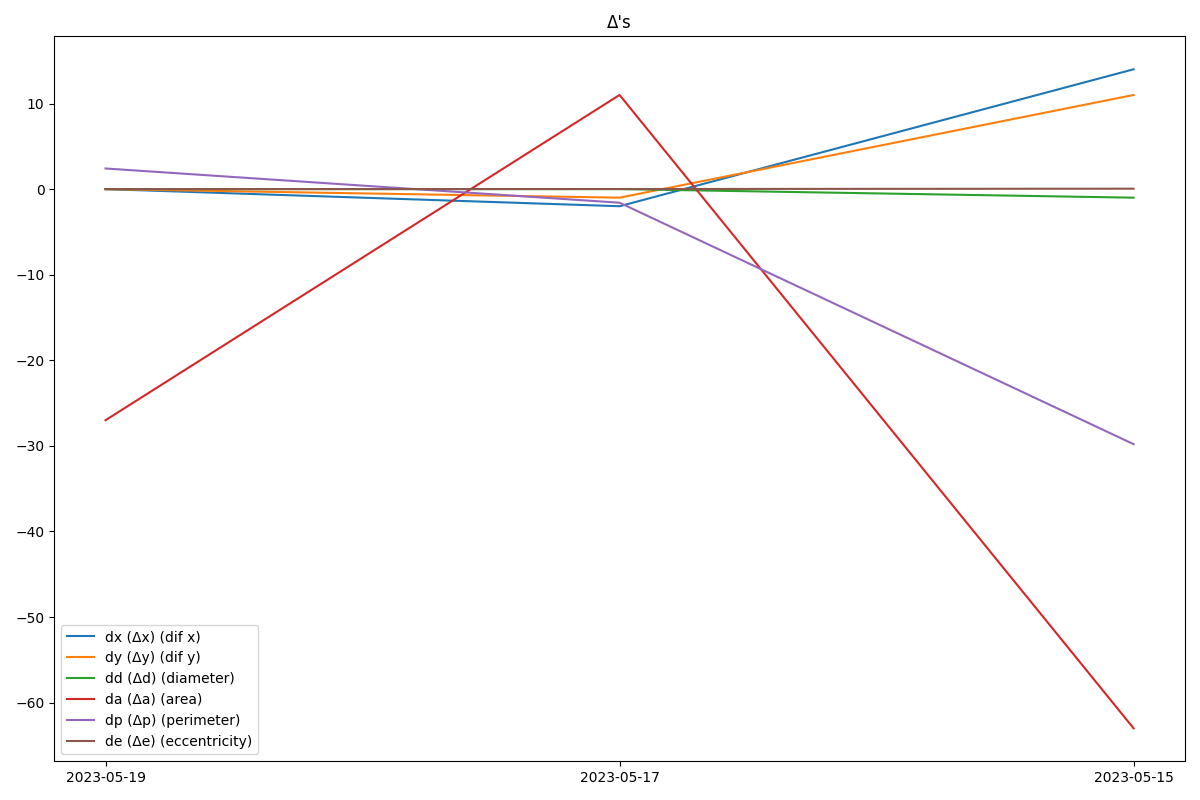 Δ's
10
0
−10
−20
−30
−40
−50
−60
dx (Δx) (dif x)
dy (Δy) (dif y)
dd (Δd) (diameter)
da (Δa) (area)
dp (Δp) (perimeter)
de (Δe) (eccentricity)
2023-05-19 2023-05-17 2023-05-15